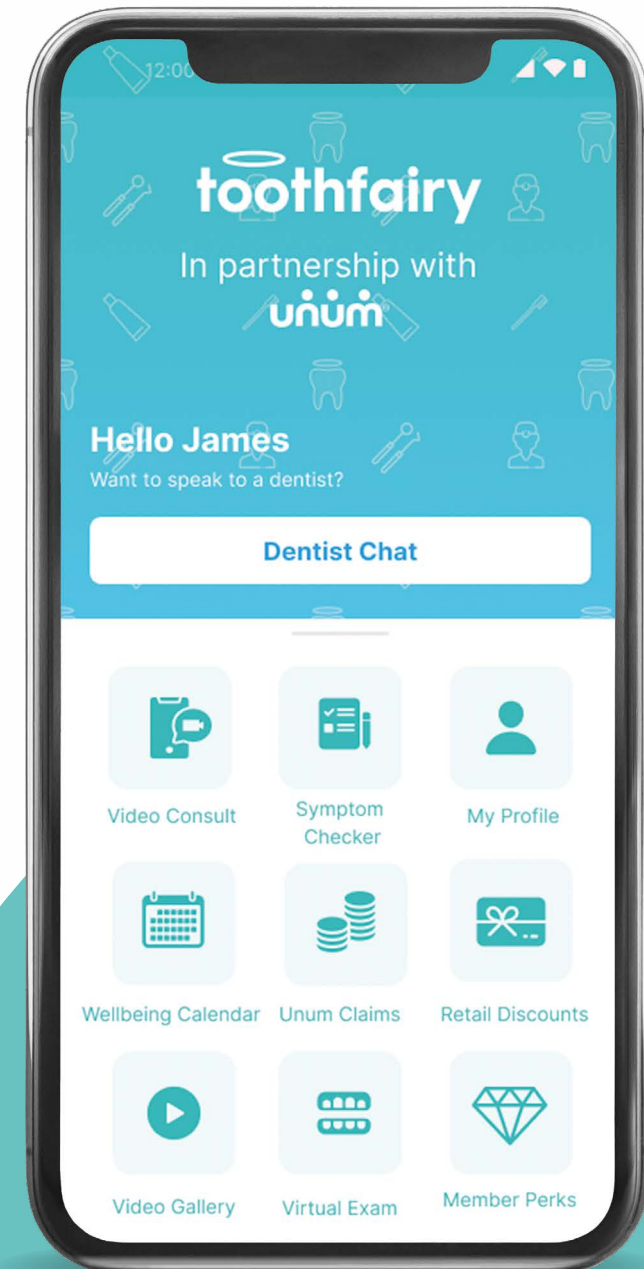 12:00
toothfairy
In partnership with
unum
Hello James
Want to speak to a dentist?
Dentist Chat
Video Consult
Symptom
Checker
My Profile
Wellbeing Calendar
Unum Claims
Retail Discounts
Video Gallery
Virtual Exam
Member Perks